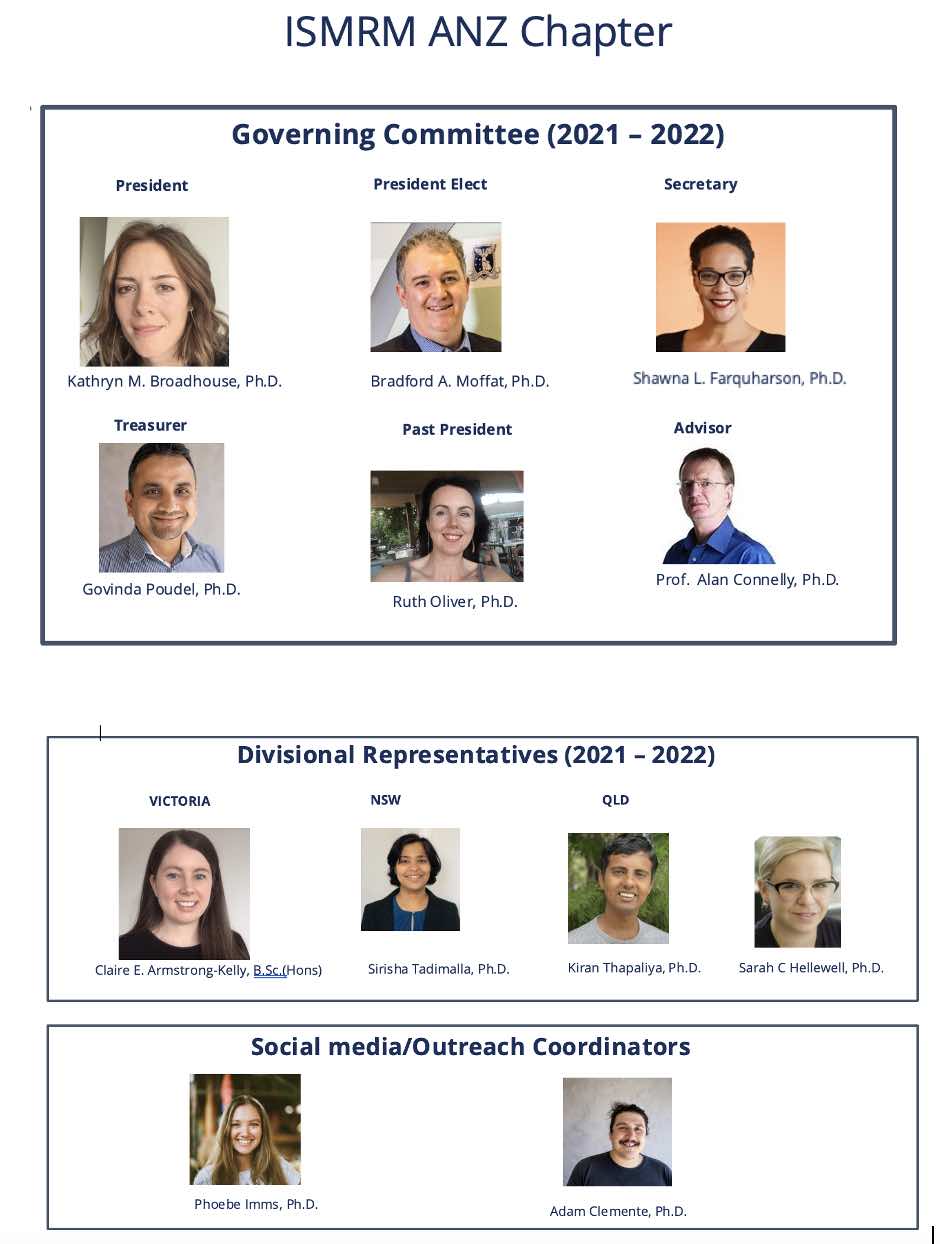 ISMRM ANZ Chapter
Governing Committee (2021 – 2022)
President
President Elect
Secretary
Kathryn M. Broadhouse, Ph.D.
Bradford A. Moffat, Ph.D.
Shawna L. Farquharson, Ph.D.
Treasurer
Past President
Advisor
Govinda Poudel, Ph.D.
Ruth Oliver, Ph.D.
Prof. Alan Connelly, Ph.D.
Divisional Representatives (2021 – 2022)
VICTORIA
NSW
QLD
Claire E. Armstrong-Kelly, B.Sc.(Hons)
Sirisha Tadimalla, Ph.D.
Kiran Thapaliya, Ph.D.
Sarah C Hellewell, Ph.D.
Social media/Outreach Coordinators
Phoebe Imms, Ph.D.
Adam Clemente, Ph.D.